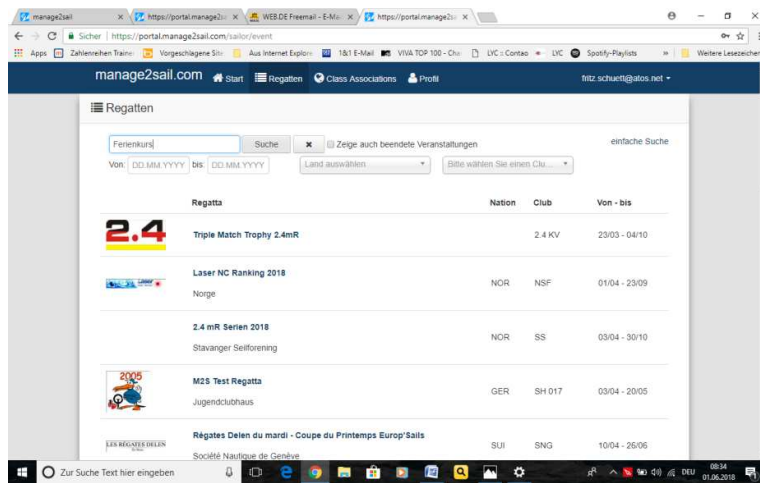 manage2sail
https://portal.manage2sa
WEB.DE Freemail - E-Mai
https://portal.manage2sa
Sicher | https://portal.manage2sail.com/sailor/event
Apps Zahlenreihen Trainer Vorgeschlagene Site Aus Internet Explore 1&1 E-Mail VIVA TOP 100 - Cha LYC :: Contao LYC Spotify-Playlists » Weitere Lesezeichen
manage2sail.com Start Regatten Class Associations Profil fritz.schuett@atos.net
Regatten
Ferienkurs Suche Zeige auch beendete Veranstaltungen einfache Suche
Von: DD.MM.YYYY bis: DD.MM.YYYY Land auswählen Bitte wählen Sie einen Clu...
Regatta Nation Club Von - bis
2.4 Triple Match Trophy 2.4mR 2.4 KV 23/03 - 04/10
Laser NC Ranking 2018
Norge NOR NSF 01/04 - 23/09
2.4 mR Serien 2018
Stavanger Seilforening NOR SS 03/04 - 30/10
2005
M2S Test Regatta
Jugendclubhaus GER SH 017 03/04 - 20/05
LES RÉGATES DELEN
Régates Delen du mardi - Coupe du Printemps Europ'Sails
Société Nautique de Genève SUI SNG 10/04 - 26/06
Zur Suche Text hier eingeben DEU 08:34
01.06.2018